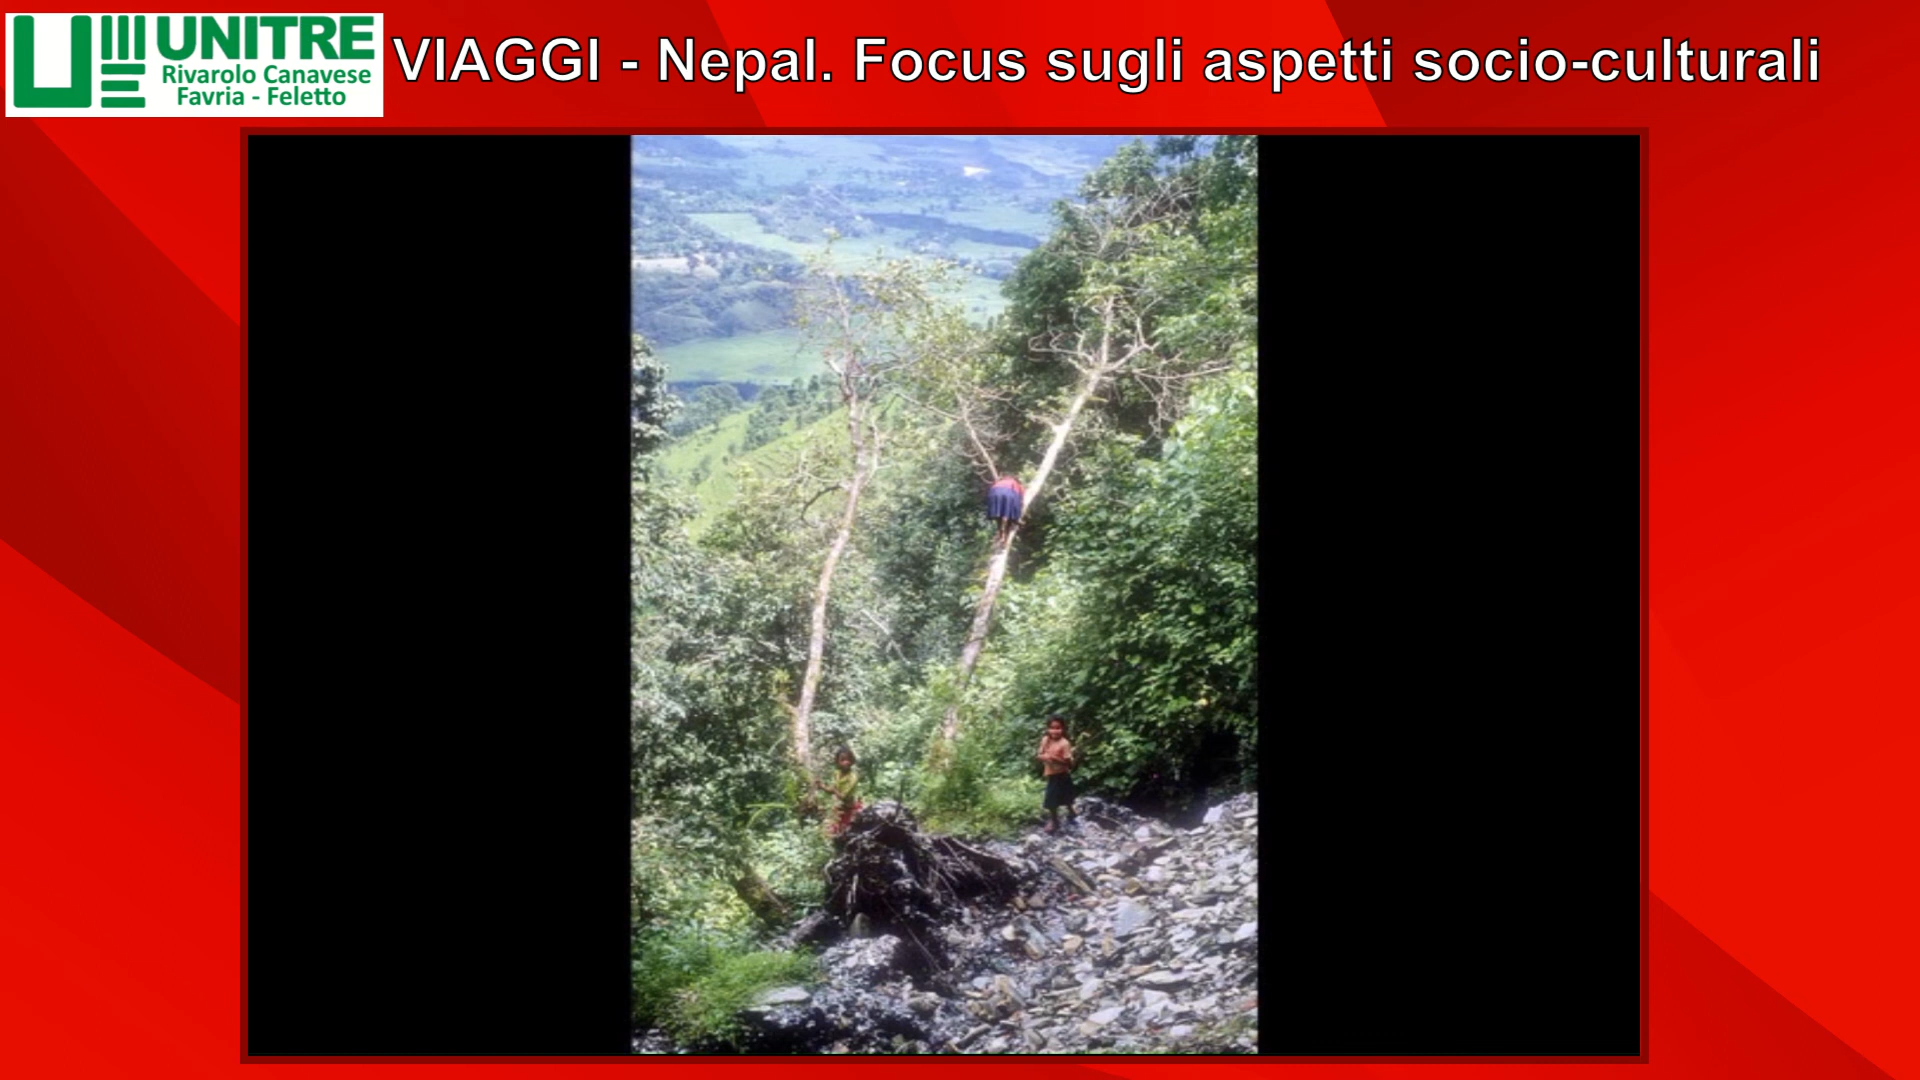 UNITRE
Rivarolo Canavese
Favria - Feletto
VIAGGI - Nepal. Focus sugli aspetti socio-culturali